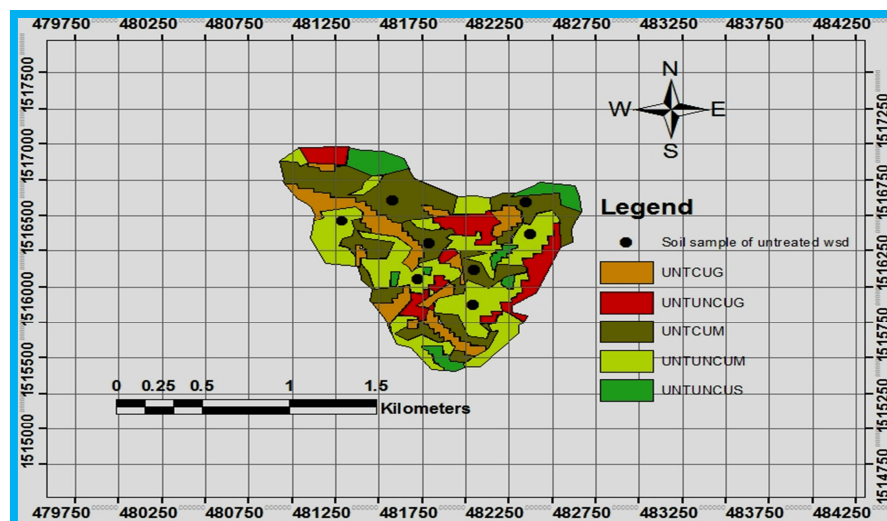 479750 480250 480750 481250 481750 482250 482750 483250 483750 484250
1517500
1517000
1516500
1516000
1515500
1515000
1517250
1516750
1516250
1515750
1515250
1514750
N
W E
S
Legend
Soil sample of untreated wsd
UNTCUG
UNTUNCUG
UNTCUM
UNTUNCUM
UNTUNCUS
0 0.25 0.5 1 1.5
Kilometers
479750 480250 480750 481250 481750 482250 482750 483250 483750 484250